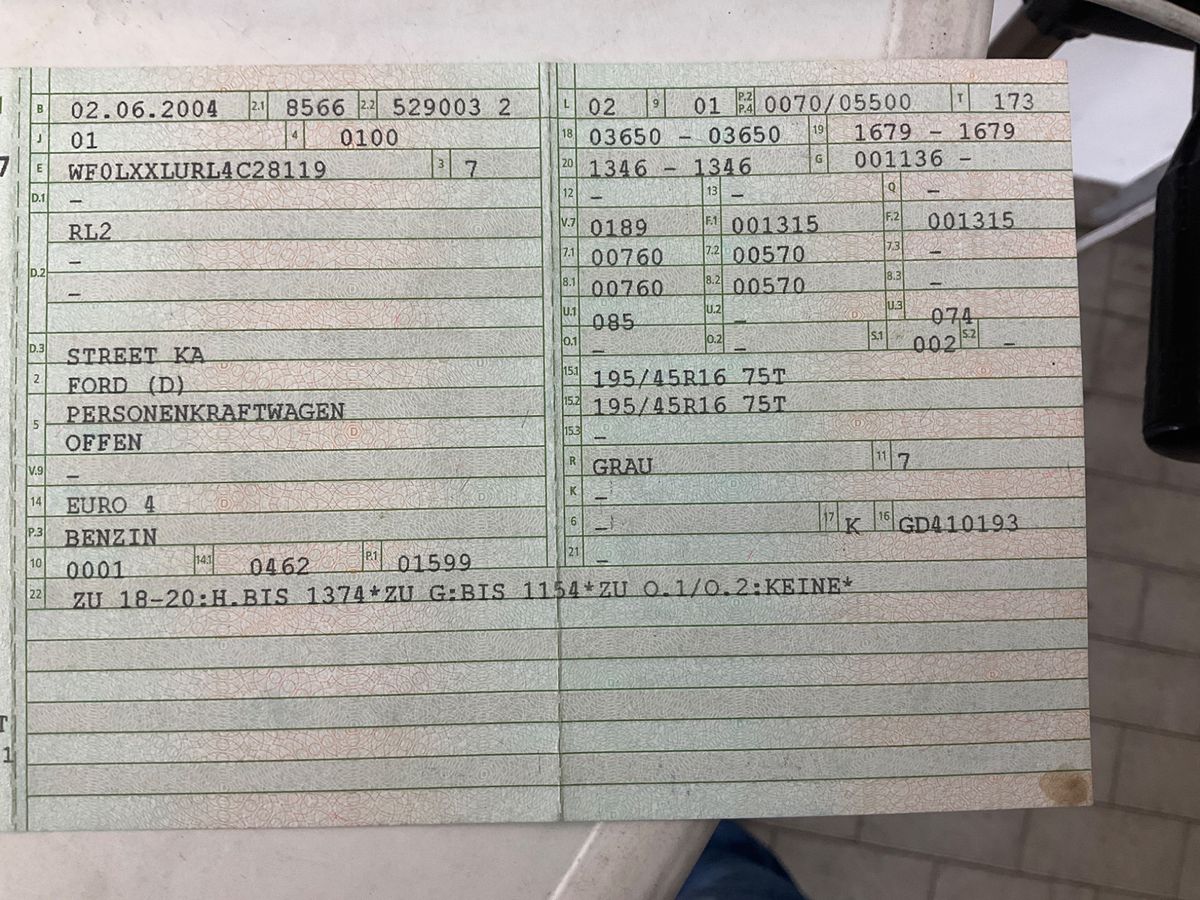 B 02.06.2004 2.1 8566 2.2 529003 2
J 01 4 0100
E WF0LXXLURL4C28119 3 7
D.1 –
D.2 RL2
–
–
D.3 STREET KA
2 FORD (D)
5 PERSONENKRAFTWAGEN
OFFEN
V.9 –
14 EURO 4
P.3 BENZIN
10 0001 14.1 0462 P.1 01599
L 02 9 01 P.2 P.4 0070/05500 T 173
18 03650 – 03650 19 1679 – 1679
20 1346 – 1346 G 001136 –
12 – 13 – Q –
V.7 0189 F.1 001315 F.2 001315
7.1 00760 7.2 00570 7.3 –
8.1 00760 8.2 00570 8.3 –
U.1 085 U.2 – U.3 074
O.1 – O.2 – S.1 002 S.2 –
15.1 195/45R16 75T
15.2 195/45R16 75T
15.3 –
R GRAU 11 7
K –
6 – 17 K 16 GD410193
21 –
22 ZU 18-20:H.BIS 1374*ZU G:BIS 1154*ZU O.1/O.2:KEINE*
7
T
1